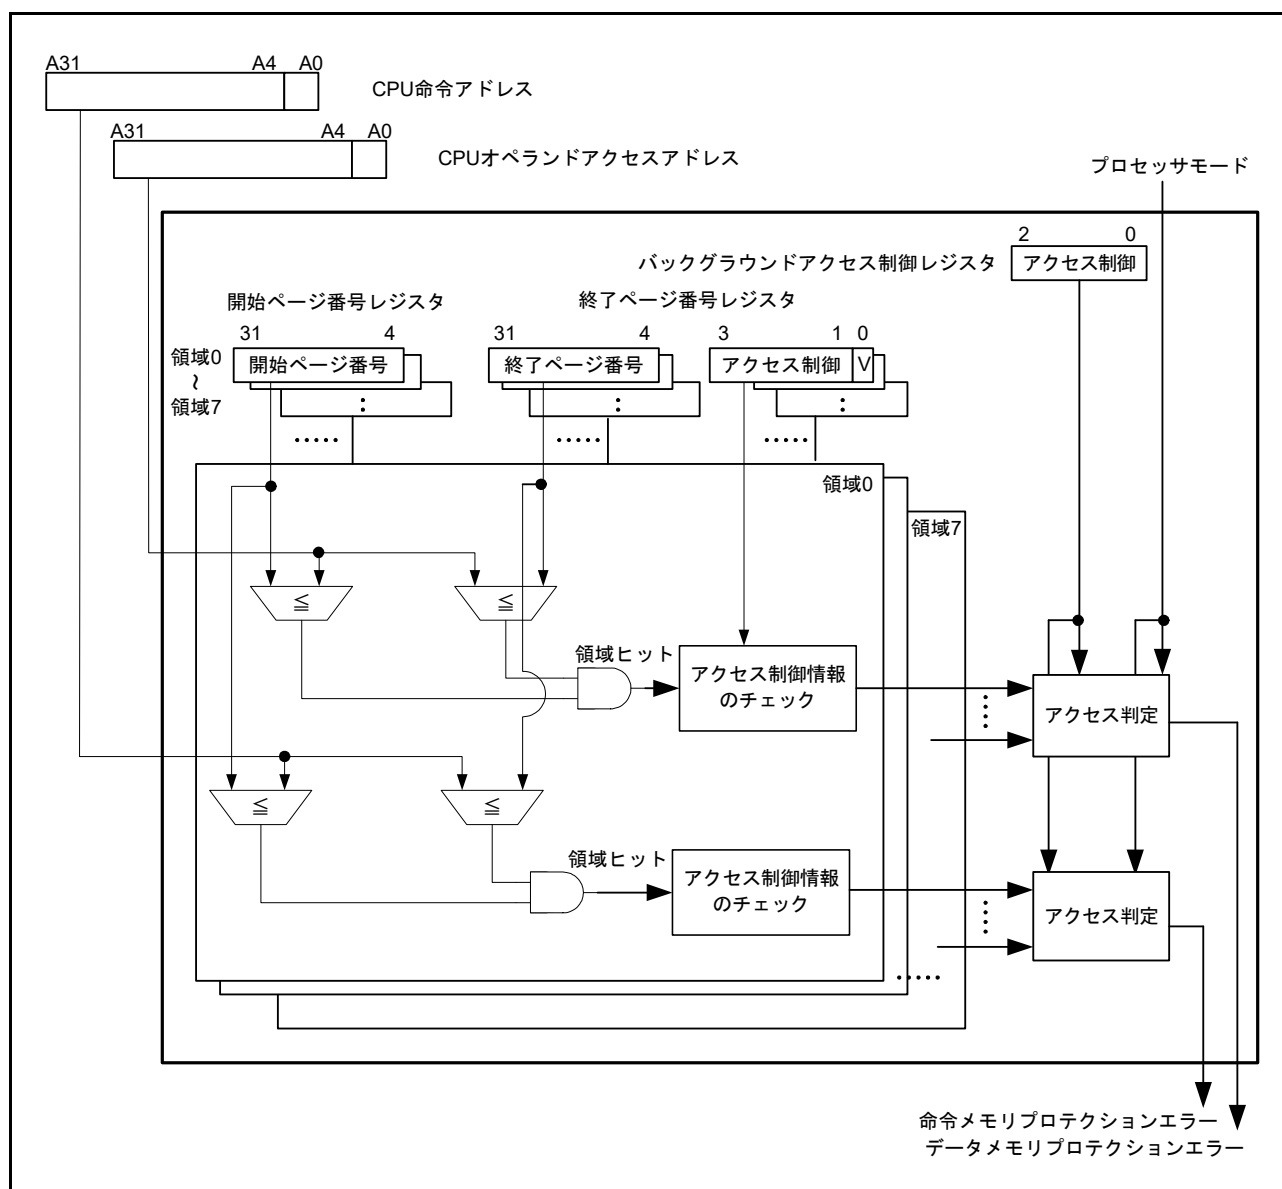 A31 A4 A0
CPU命令アドレス
A31 A4 A0
CPUオペランドアクセスアドレス
プロセッサモード
2 0
バックグラウンドアクセス制御レジスタ アクセス制御
開始ページ番号レジスタ 終了ページ番号レジスタ
31 4 31 4 3 1 0
領域0 開始ページ番号 終了ページ番号 アクセス制御 V
~
領域7 : : :
..... ..... .....
領域0
領域7
≦ ≦
領域ヒット
アクセス制御情報
のチェック
アクセス判定
≦ ≦
領域ヒット
アクセス制御情報
のチェック
アクセス判定
.....
命令メモリプロテクションエラー
データメモリプロテクションエラー